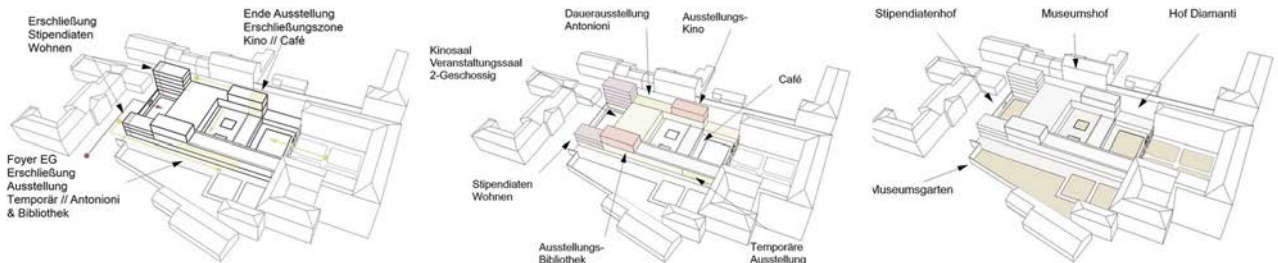 Erschließung
Stipendiaten
Wohnen
Ende Ausstellung
Erschließungszone
Kino // Café
Foyer EG
Erschließung
Ausstellung
Temporär // Antonioni
& Bibliothek
Dauerausstellung
Antonioni
Ausstellungs-
Kino
Kinosaal
Veranstaltungssaal
2-Geschossig
Café
Stipendiaten
Wohnen
Ausstellungs-
Bibliothek
Temporäre
Ausstellung
Stipendiatenhof
Museumshof
Hof Diamanti
Museumsgarten